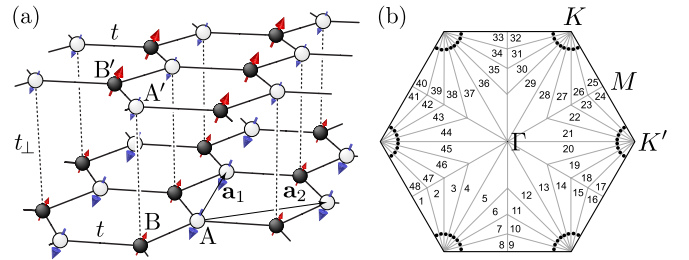 (a)
t
B′
A′
t⊥
a₁
a₂
t
B
A
(b)
K
M
Γ
K′
33 32
34 31
35 30
36 29
40 39 38 37
41 42
43
44
45
46
47
48
1 2 3 4
5
6
7
8 9
10
11
12
13 14
15 16
17
18
19
20
21
22
23
24
25
26
27
28